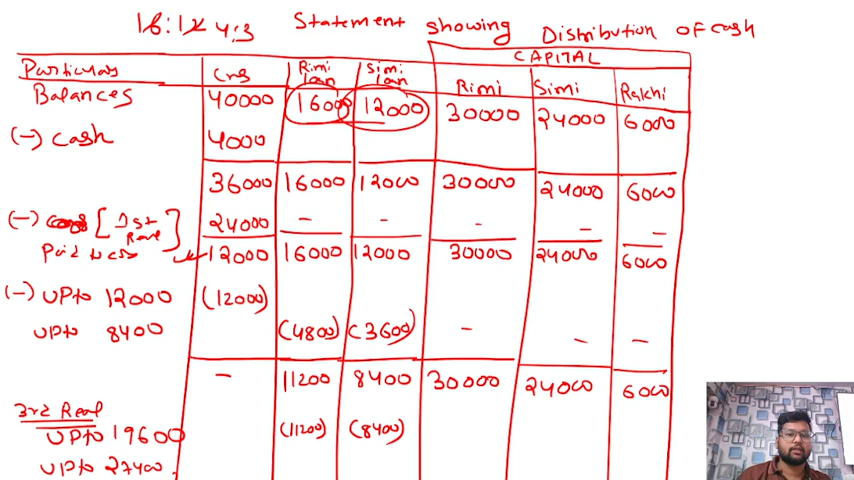 16:12 4:3 Statement showing Distribution of cash
CAPITAL
Particulars Crs Rimi loan Simi loan Rimi Simi Rakhi
Balances 40000 16000 12000 30000 24000 6000
(-) Cash 4000
36000 16000 12000 30000 24000 6000
(-) [1st Real] 24000 - - - - -
Paid to crs 12000 16000 12000 30000 24000 6000
(-) UPto 12000 (12000)
UPto 8400 (4800) (3600) - - -
- 11200 8400 30000 24000 6000
3rd Real
UPto 19600 (11200) (8400)
UPto 27400.